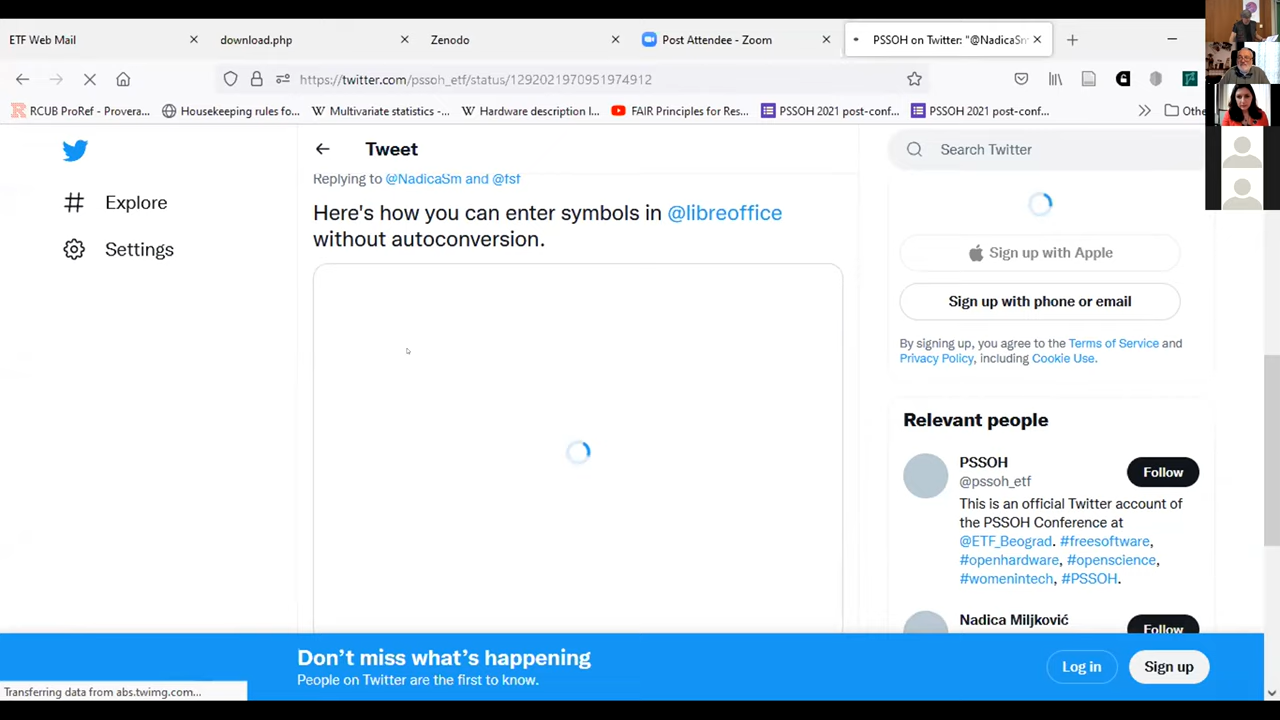 ETF Web Mail
download.php
Zenodo
Post Attendee - Zoom
PSSOH on Twitter: "@NadicaSm
https://twitter.com/pssoh_etf/status/1292021970951974912
RCUB ProRef - Provera...
Housekeeping rules fo...
Multivariate statistics -...
Hardware description l...
FAIR Principles for Res...
PSSOH 2021 post-conf...
PSSOH 2021 post-conf...
Othe
Tweet
Search Twitter
Explore
Settings
Replying to @NadicaSm and @fsf
Here's how you can enter symbols in @libreoffice
without autoconversion.
Sign up with Apple
Sign up with phone or email
By signing up, you agree to the Terms of Service and
Privacy Policy, including Cookie Use.
Relevant people
PSSOH
@pssoh_etf
Follow
This is an official Twitter account of
the PSSOH Conference at
@ETF_Beograd. #freesoftware,
#openhardware, #openscience,
#womenintech, #PSSOH.
Nadica Miljković
Follow
Don't miss what's happening
People on Twitter are the first to know.
Log in
Sign up
Transferring data from abs.twimg.com...